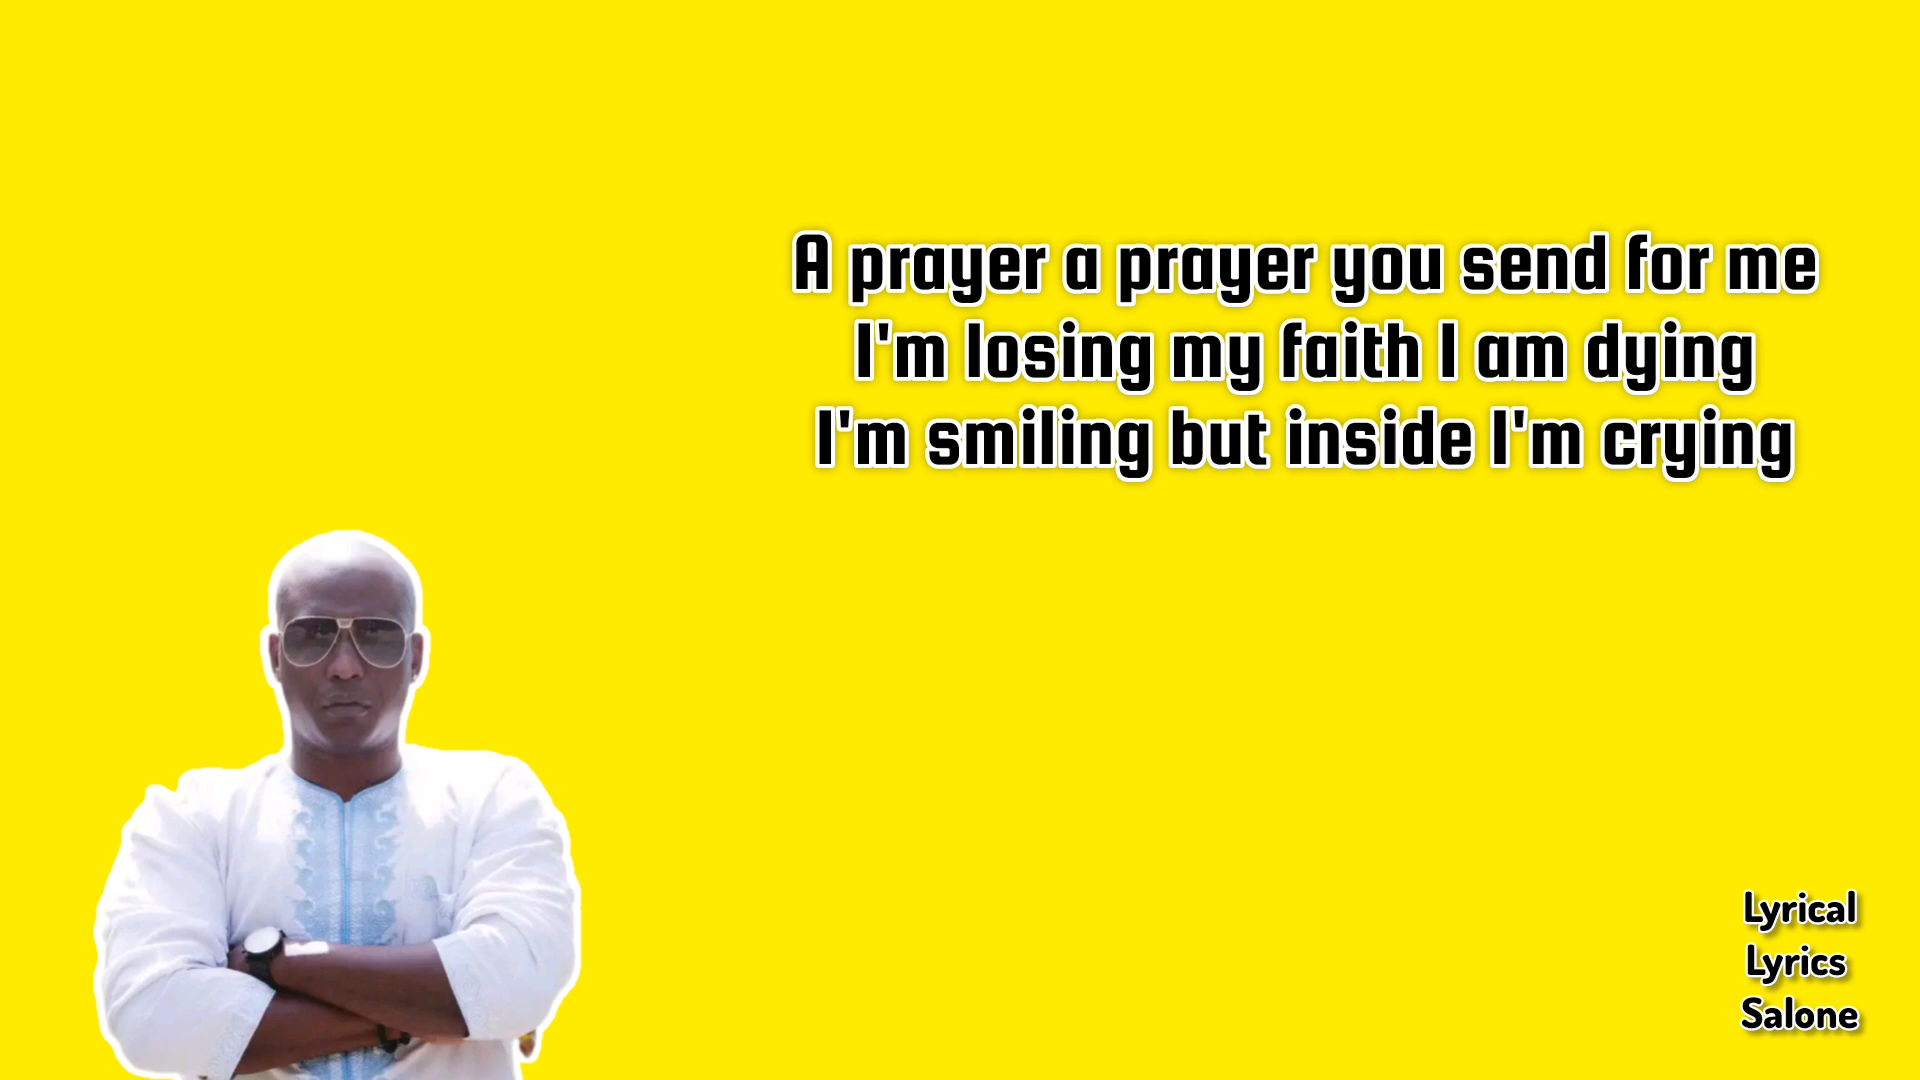 A prayer a prayer you send for me
I'm losing my faith I am dying
I'm smiling but inside I'm crying
Lyrical
Lyrics
Salone